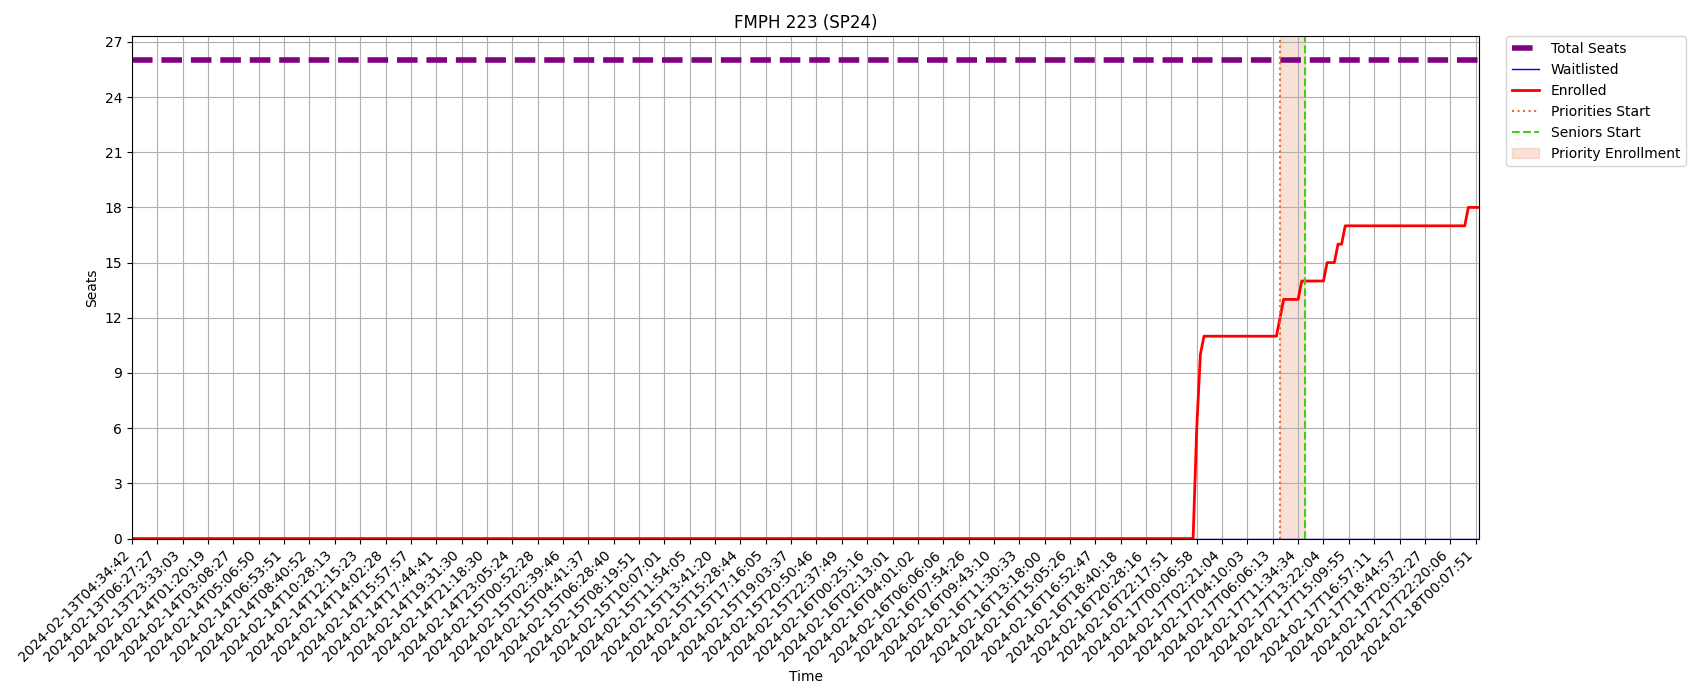 FMPH 223 (SP24)
Total Seats
Waitlisted
Enrolled
Priorities Start
Seniors Start
Priority Enrollment
Seats
27
24
21
18
15
12
9
6
3
0
2024-02-13T04:34:42
2024-02-13T06:27:27
2024-02-13T23:33:03
2024-02-14T01:20:19
2024-02-14T03:08:27
2024-02-14T05:06:50
2024-02-14T06:53:51
2024-02-14T08:40:52
2024-02-14T10:28:13
2024-02-14T12:15:23
2024-02-14T14:02:28
2024-02-14T15:57:57
2024-02-14T17:44:41
2024-02-14T19:31:30
2024-02-14T21:18:30
2024-02-14T23:05:24
2024-02-15T00:52:28
2024-02-15T02:39:46
2024-02-15T04:41:37
2024-02-15T06:28:40
2024-02-15T08:19:51
2024-02-15T10:07:01
2024-02-15T11:54:05
2024-02-15T13:41:20
2024-02-15T15:28:44
2024-02-15T17:16:05
2024-02-15T19:03:37
2024-02-15T20:50:46
2024-02-15T22:37:49
2024-02-16T00:25:16
2024-02-16T02:13:01
2024-02-16T04:01:02
2024-02-16T06:06:06
2024-02-16T07:54:26
2024-02-16T09:43:10
2024-02-16T11:30:33
2024-02-16T13:18:00
2024-02-16T15:05:26
2024-02-16T16:52:47
2024-02-16T18:40:18
2024-02-16T20:28:16
2024-02-16T22:17:51
2024-02-17T00:06:58
2024-02-17T02:21:04
2024-02-17T04:10:03
2024-02-17T06:06:13
2024-02-17T11:34:34
2024-02-17T13:22:04
2024-02-17T15:09:55
2024-02-17T16:57:11
2024-02-17T18:44:57
2024-02-17T20:32:27
2024-02-17T22:20:06
2024-02-18T00:07:51
Time